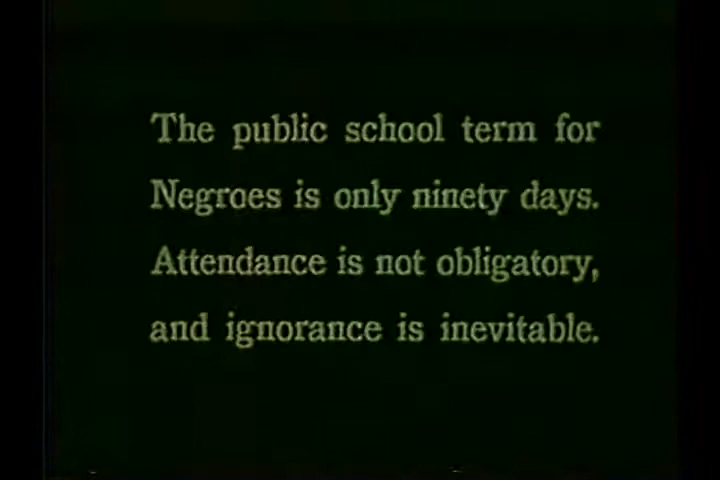 The public school term for
Negroes is only ninety days.
Attendance is not obligatory,
and ignorance is inevitable.